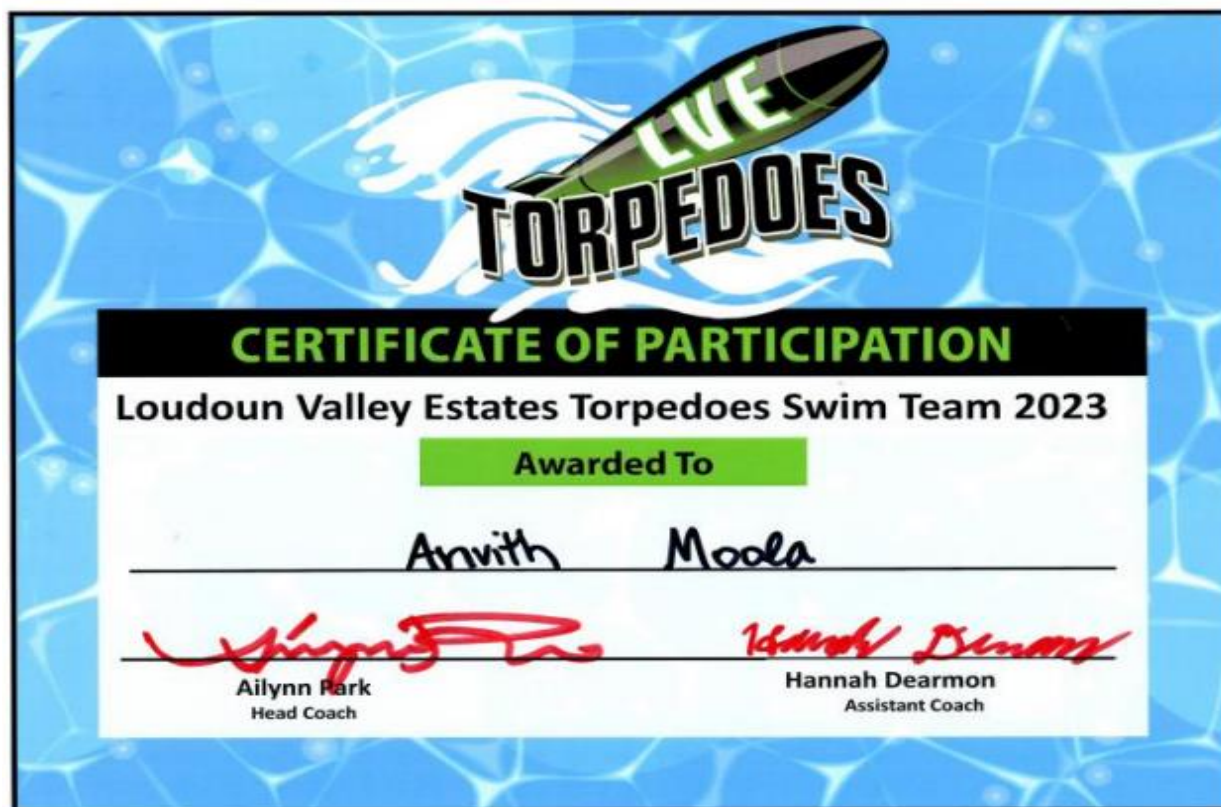 LVE
TORPEDOES
CERTIFICATE OF PARTICIPATION
Loudoun Valley Estates Torpedoes Swim Team 2023
Awarded To
Anvith Moola
Ailynn Park
Hannah Dearmon
Head Coach
Assistant Coach